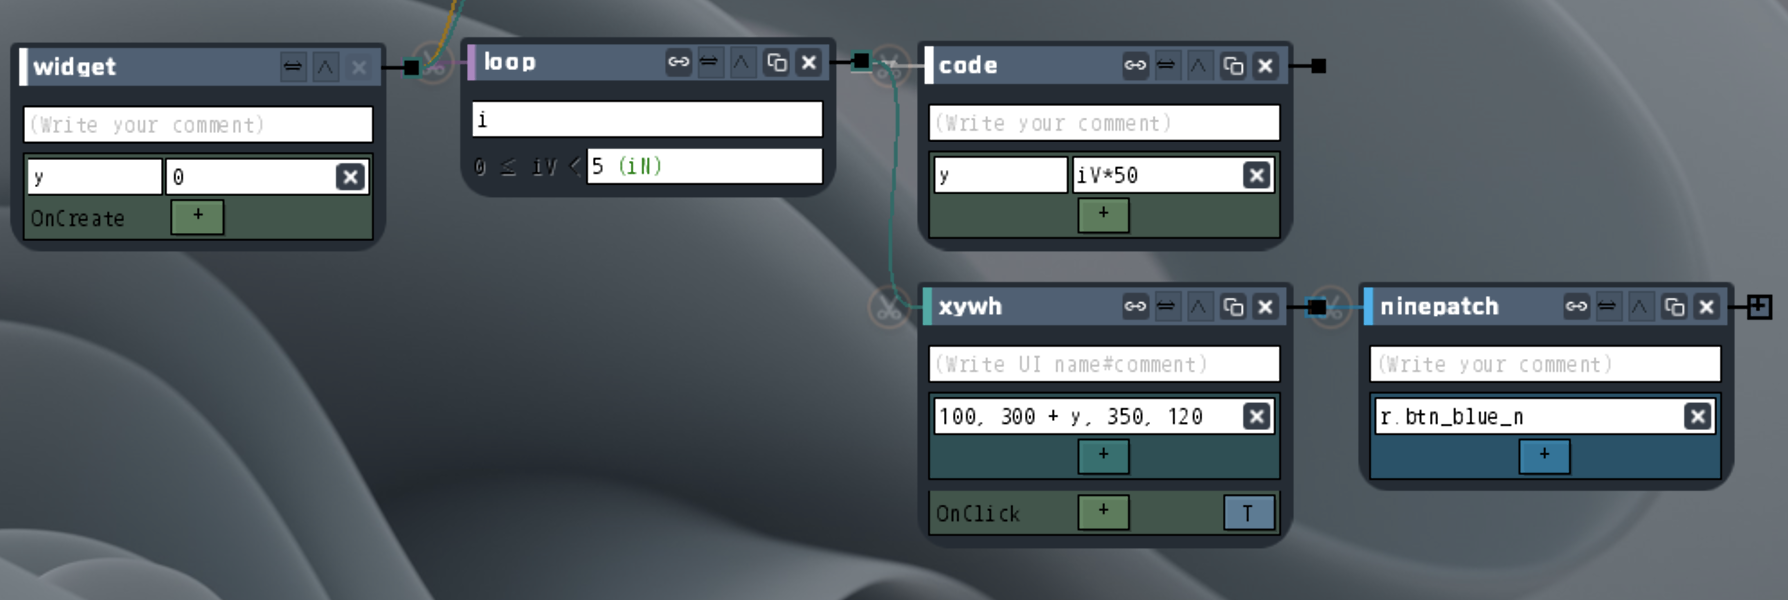 widget
(Write your comment)
y 0
OnCreate +
loop
i
0 ≤ iV < 5 (iN)
code
(Write your comment)
y iV*50
+
xywh
(Write UI name#comment)
100, 300 + y, 350, 120
+
OnClick + T
ninepatch
(Write your comment)
r.btn_blue_n
+